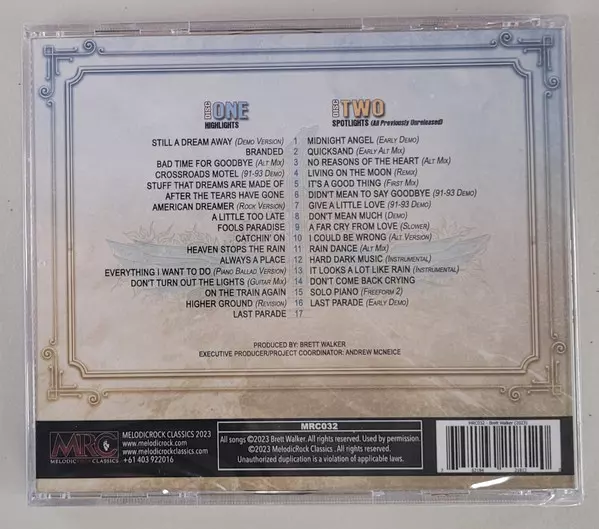 DISC ONE
HIGHLIGHTS
DISC TWO
SPOTLIGHTS (All Previously Unreleased)
STILL A DREAM AWAY (DEMO VERSION) 1 MIDNIGHT ANGEL (EARLY DEMO)
BRANDED 2 QUICKSAND (EARLY ALT MIX)
BAD TIME FOR GOODBYE (ALT MIX) 3 NO REASONS OF THE HEART (ALT MIX)
CROSSROADS MOTEL (91-93 DEMO) 4 LIVING ON THE MOON (REMIX)
STUFF THAT DREAMS ARE MADE OF 5 IT'S A GOOD THING (FIRST MIX)
AFTER THE TEARS HAVE GONE 6 DIDN'T MEAN TO SAY GOODBYE (91-93 DEMO)
AMERICAN DREAMER (ROCK VERSION) 7 GIVE A LITTLE LOVE (91-93 DEMO)
A LITTLE TOO LATE 8 DON'T MEAN MUCH (DEMO)
FOOLS PARADISE 9 A FAR CRY FROM LOVE (SLOWER)
CATCHIN' ON 10 I COULD BE WRONG (ALT VERSION)
HEAVEN STOPS THE RAIN 11 RAIN DANCE (ALT MIX)
ALWAYS A PLACE 12 HARD DARK MUSIC (INSTRUMENTAL)
EVERYTHING I WANT TO DO (PIANO BALLAD VERSION) 13 IT LOOKS A LOT LIKE RAIN (INSTRUMENTAL)
DON'T TURN OUT THE LIGHTS (GUITAR MIX) 14 DON'T COME BACK CRYING
ON THE TRAIN AGAIN 15 SOLO PIANO (FREEFORM 2)
HIGHER GROUND (REVISION) 16 LAST PARADE (EARLY DEMO)
LAST PARADE 17
PRODUCED BY: BRETT WALKER
EXECUTIVE PRODUCER/PROJECT COORDINATOR: ANDREW MCNEICE
MRC
MELODICROCK CLASSICS
MELODICROCK CLASSICS 2023
www.melodicrock.com
www.melodicrockclassics.com
+61 403 922016
MRC032
All songs ©2023 Brett Walker. All rights reserved. Used by permission.
©2023 MelodicRock Classics . All rights reserved.
Unauthorized duplication is a violation of applicable laws.
MRC032 - Brett Walker (2023)